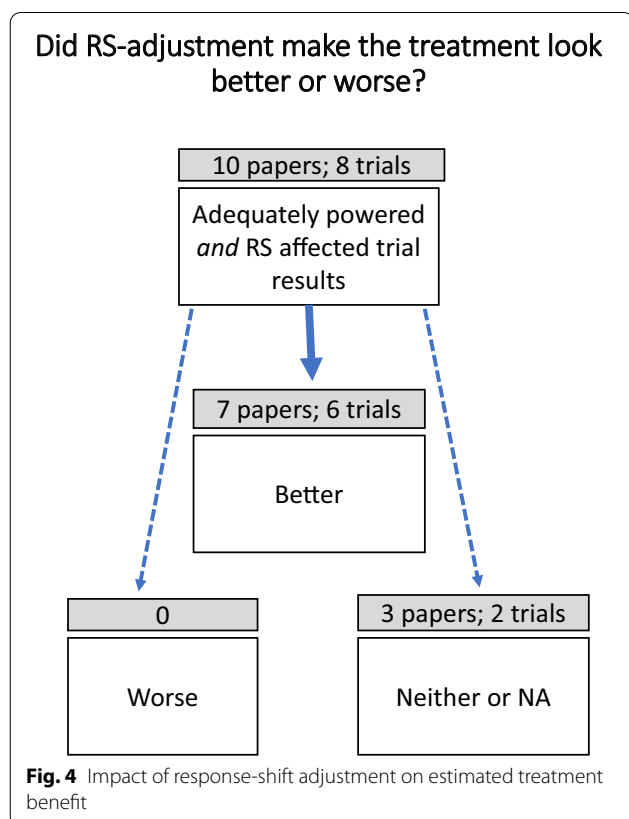 Did RS-adjustment make the treatment look
better or worse?
10 papers; 8 trials
Adequately powered
and RS affected trial
results
7 papers; 6 trials
Better
0
Worse
3 papers; 2 trials
Neither or NA
Fig. 4 Impact of response-shift adjustment on estimated treatment
benefit